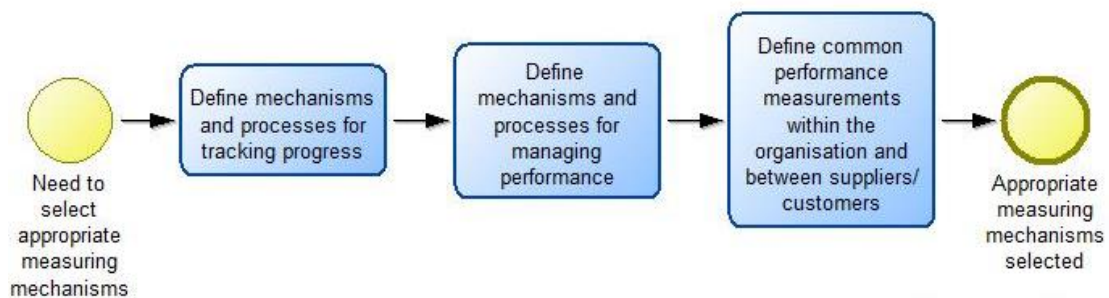 Need to
select
appropriate
measuring
mechanisms
Define mechanisms
and processes for
tracking progress
Define
mechanisms and
processes for
managing
performance
Define common
performance
measurements
within the
organisation and
between suppliers/
customers
Appropriate
measuring
mechanisms
selected